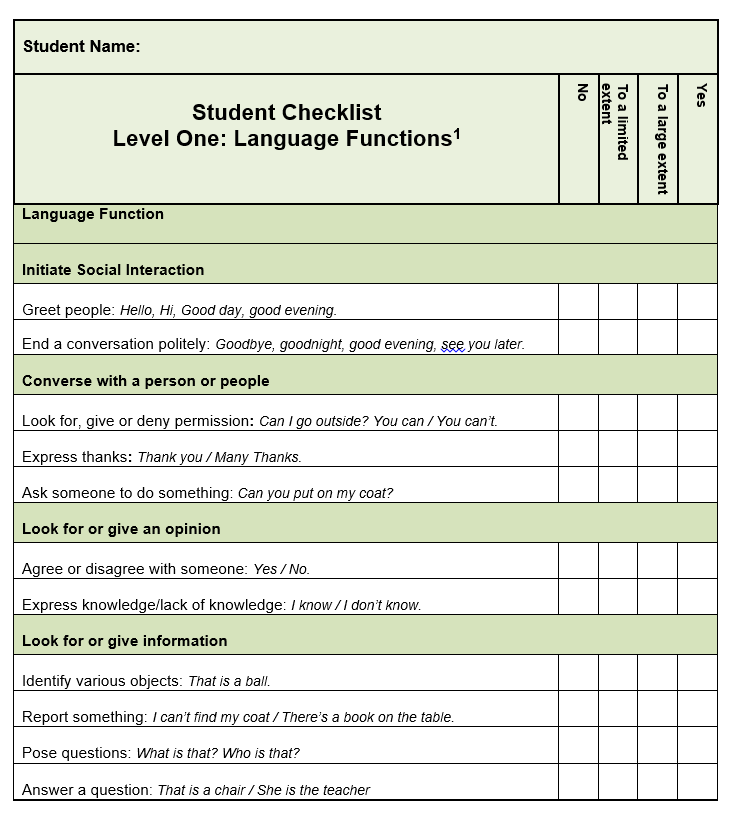 Student Name:
Student Checklist
Level One: Language Functions¹
No
To a limited
extent
To a large extent
Yes
Language Function
Initiate Social Interaction
Greet people: Hello, Hi, Good day, good evening.
End a conversation politely: Goodbye, goodnight, good evening, see you later.
Converse with a person or people
Look for, give or deny permission: Can I go outside? You can / You can’t.
Express thanks: Thank you / Many Thanks.
Ask someone to do something: Can you put on my coat?
Look for or give an opinion
Agree or disagree with someone: Yes / No.
Express knowledge/lack of knowledge: I know / I don’t know.
Look for or give information
Identify various objects: That is a ball.
Report something: I can’t find my coat / There’s a book on the table.
Pose questions: What is that? Who is that?
Answer a question: That is a chair / She is the teacher